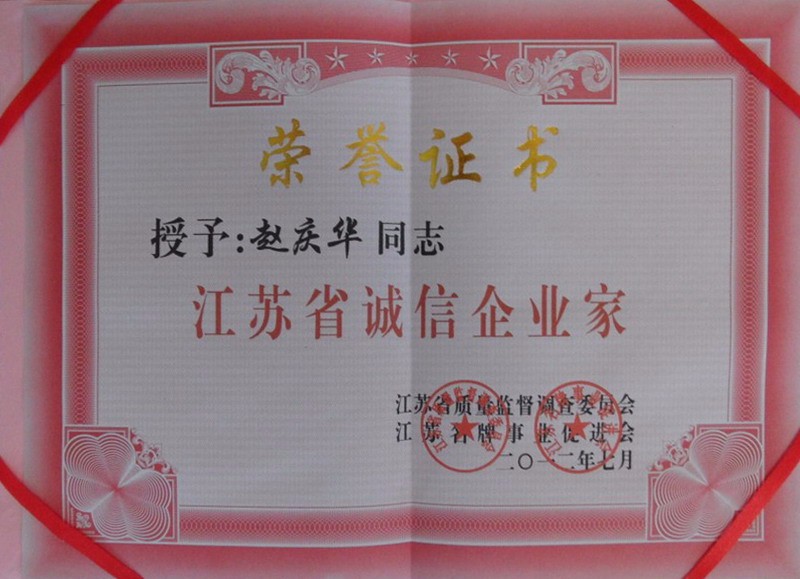 荣誉证书
授予:赵庆华 同志
江苏省诚信企业家
江苏省质量监督调查委员会
江苏省牌事业促进会
二〇一二年七月